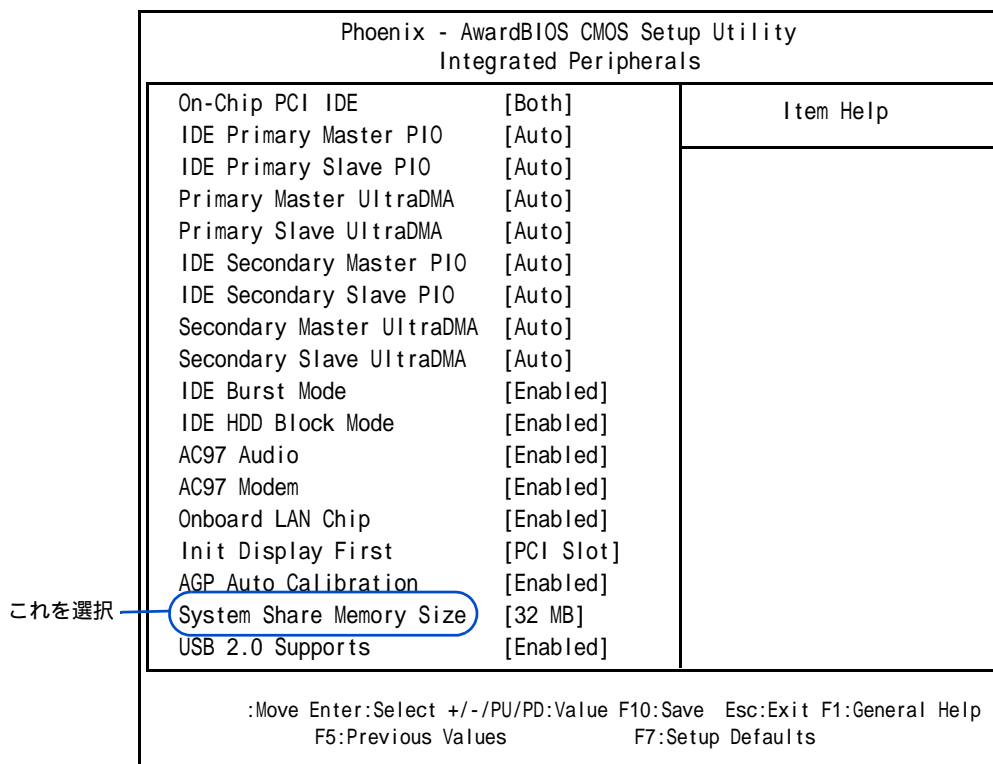 Phoenix - AwardBIOS CMOS Setup Utility
Integrated Peripherals
On-Chip PCI IDE [Both]
Item Help
IDE Primary Master PIO [Auto]
IDE Primary Slave PIO [Auto]
Primary Master UltraDMA [Auto]
Primary Slave UltraDMA [Auto]
IDE Secondary Master PIO [Auto]
IDE Secondary Slave PIO [Auto]
Secondary Master UltraDMA [Auto]
Secondary Slave UltraDMA [Auto]
IDE Burst Mode [Enabled]
IDE HDD Block Mode [Enabled]
AC97 Audio [Enabled]
AC97 Modem [Enabled]
Onboard LAN Chip [Enabled]
Init Display First [PCI Slot]
AGP Auto Calibration [Enabled]
これを選択 System Share Memory Size [32 MB]
USB 2.0 Supports [Enabled]
:Move Enter:Select +/-/PU/PD:Value F10:Save Esc:Exit F1:General Help
F5:Previous Values F7:Setup Defaults